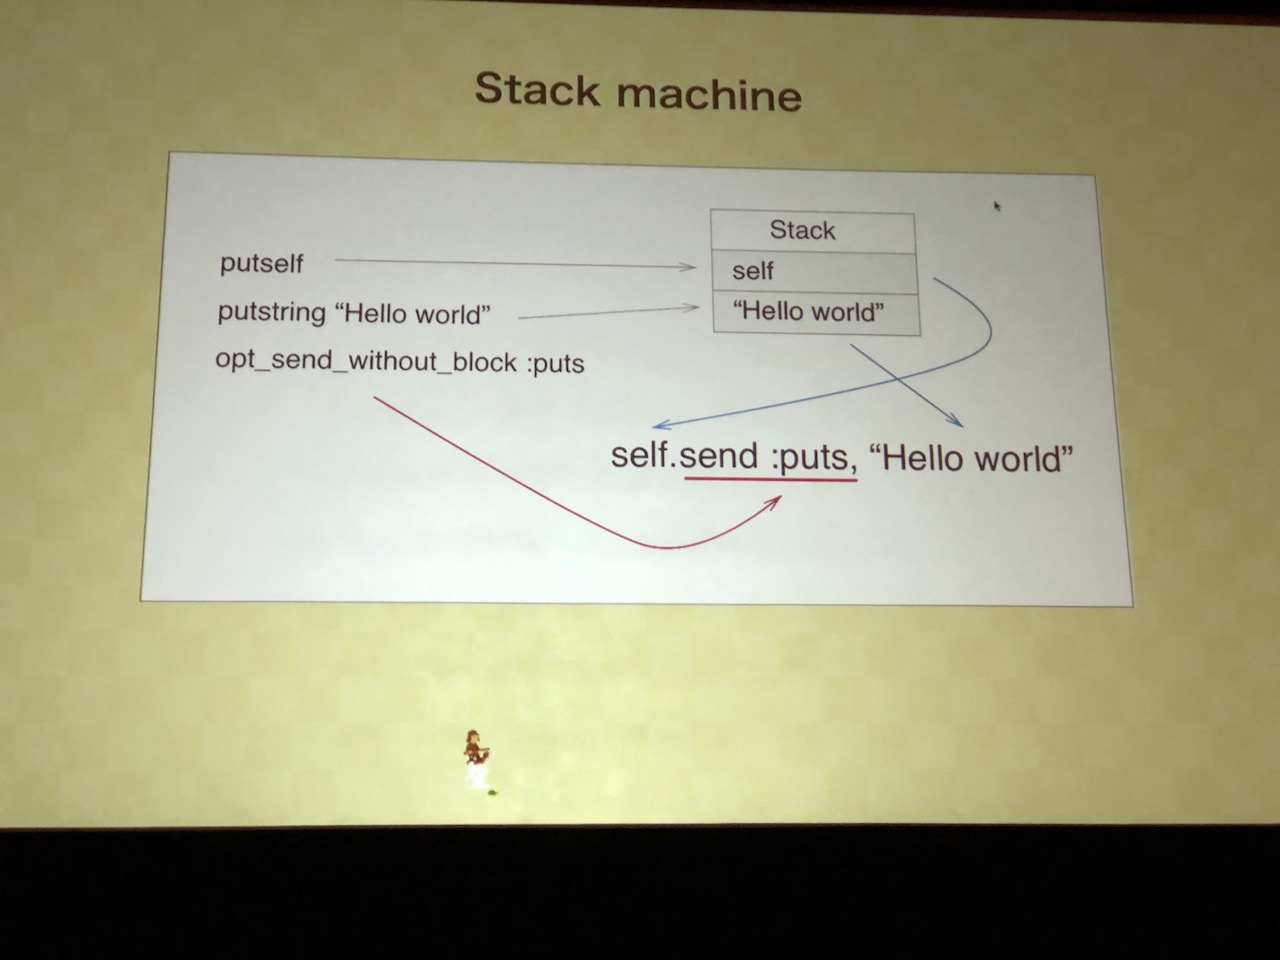 Stack machine
putself
putstring “Hello world”
opt_send_without_block :puts
Stack
self
“Hello world”
self.send :puts, “Hello world”